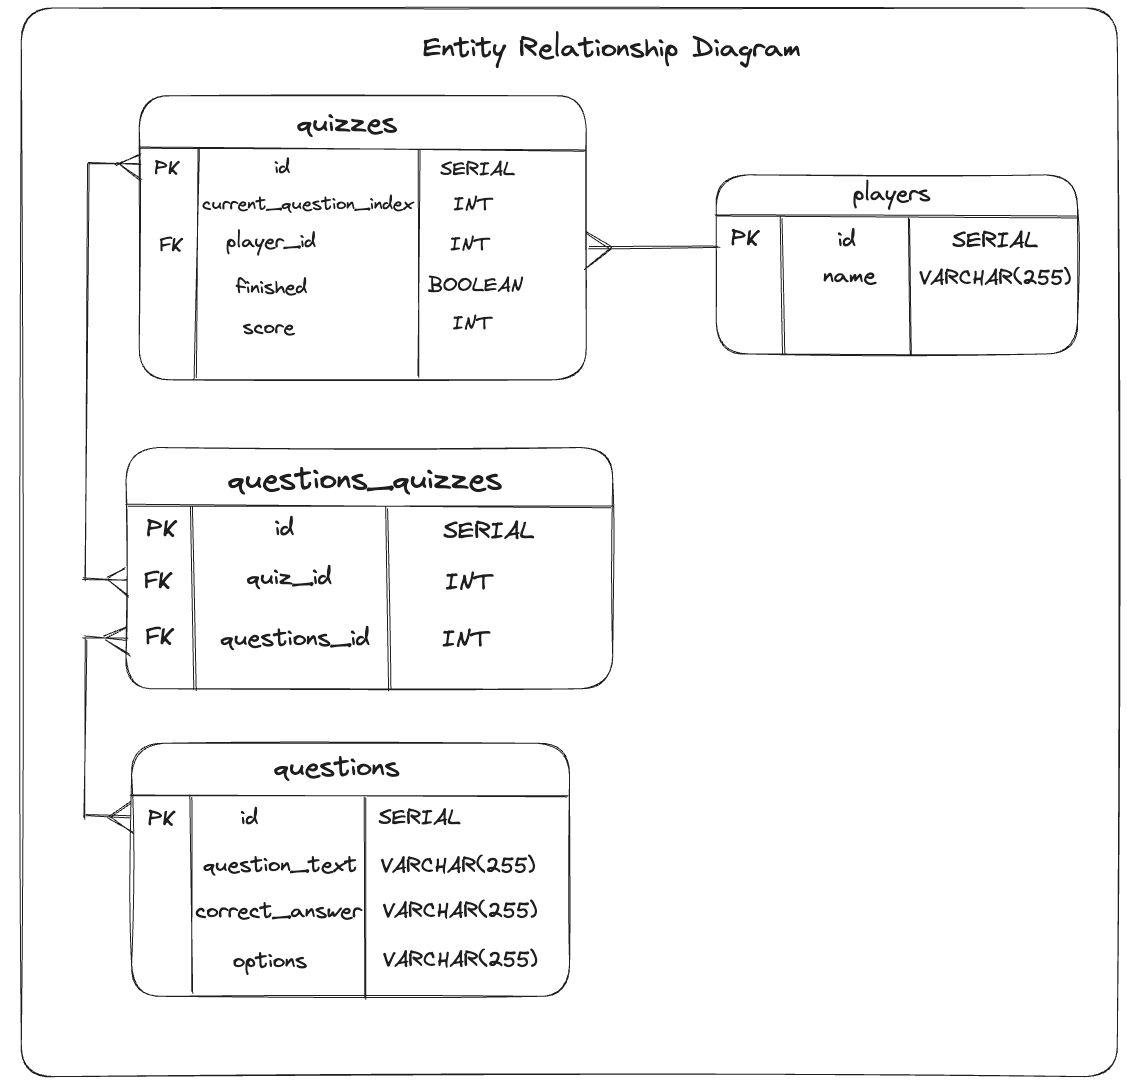 Entity Relationship Diagram
quizzes
PK id SERIAL
current_question_index INT
FK player_id INT
finished BOOLEAN
score INT
players
PK id SERIAL
name VARCHAR(255)
questions_quizzes
PK id SERIAL
FK quiz_id INT
FK questions_id INT
questions
PK id SERIAL
question_text VARCHAR(255)
correct_answer VARCHAR(255)
options VARCHAR(255)